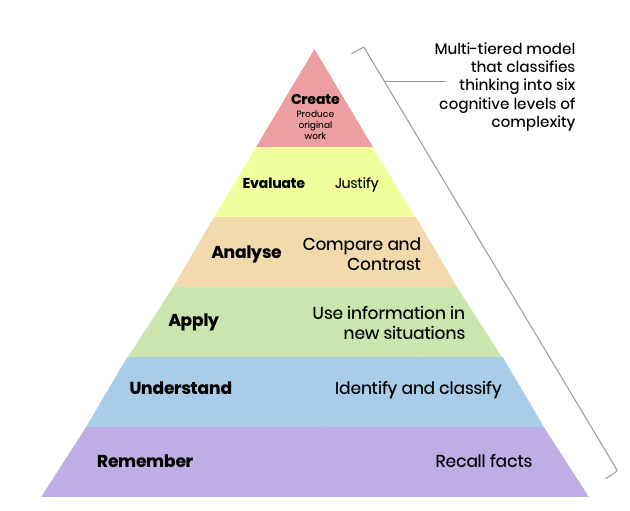 Multi-tiered model
that classifies
thinking into six
cognitive levels of
complexity
Create
Produce
original
work
Evaluate Justify
Analyse Compare and
Contrast
Apply Use information in
new situations
Understand Identify and classify
Remember Recall facts